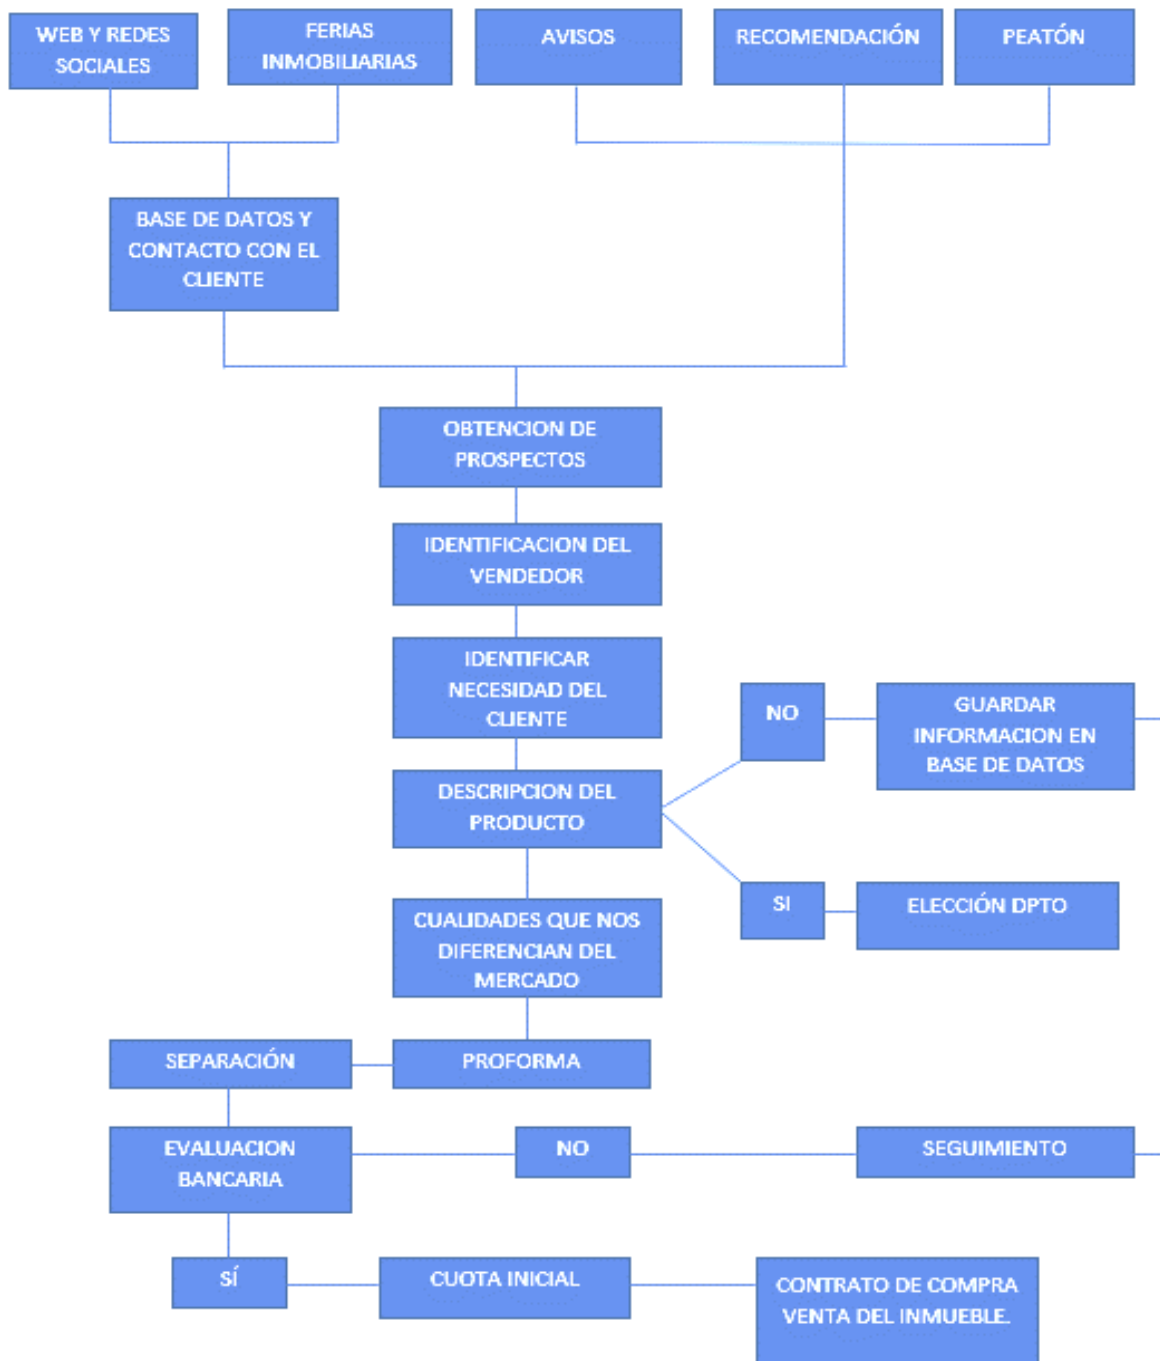 WEB Y REDES
SOCIALES
FERIAS
INMOBILIARIAS
AVISOS
RECOMENDACIÓN
PEATÓN
BASE DE DATOS Y
CONTACTO CON EL
CLIENTE
OBTENCION DE
PROSPECTOS
IDENTIFICACION DEL
VENDEDOR
IDENTIFICAR
NECESIDAD DEL
CLIENTE
NO
GUARDAR
INFORMACION EN
BASE DE DATOS
DESCRIPCION DEL
PRODUCTO
SI
ELECCIÓN DPTO
CUALIDADES QUE NOS
DIFERENCIAN DEL
MERCADO
SEPARACIÓN
PROFORMA
EVALUACION
BANCARIA
NO
SEGUIMIENTO
SÍ
CUOTA INICIAL
CONTRATO DE COMPRA
VENTA DEL INMUEBLE.